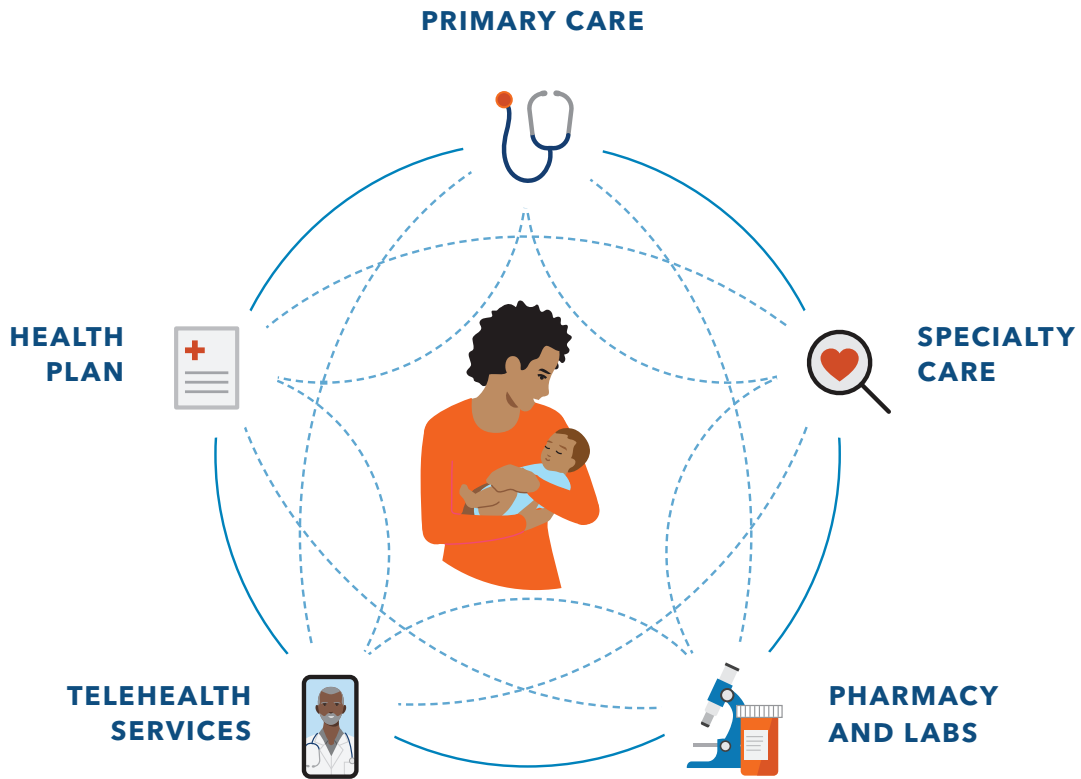 PRIMARY CARE
HEALTH
PLAN
SPECIALTY
CARE
TELEHEALTH
SERVICES
PHARMACY
AND LABS